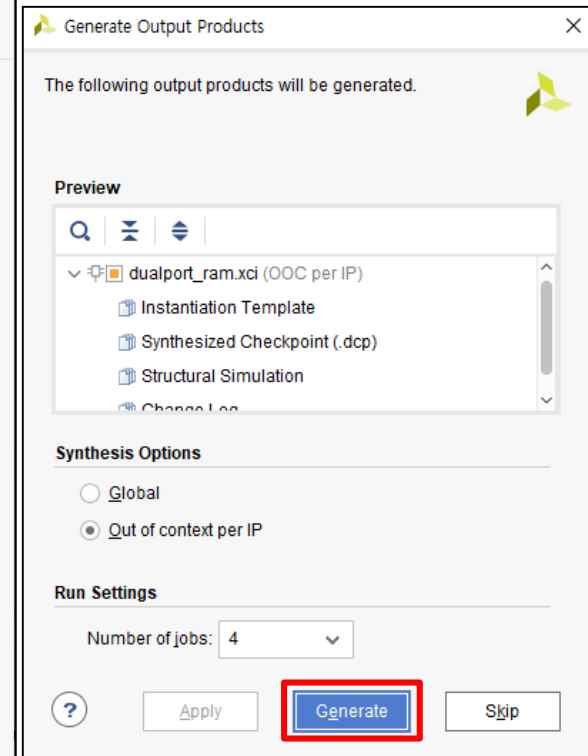 Generate Output Products
The following output products will be generated.
Preview
dualport_ram.xci (OOC per IP)
Instantiation Template
Synthesized Checkpoint (.dcp)
Structural Simulation
Change Log
Synthesis Options
Global
Out of context per IP
Run Settings
Number of jobs: 4
? Apply Generate Skip